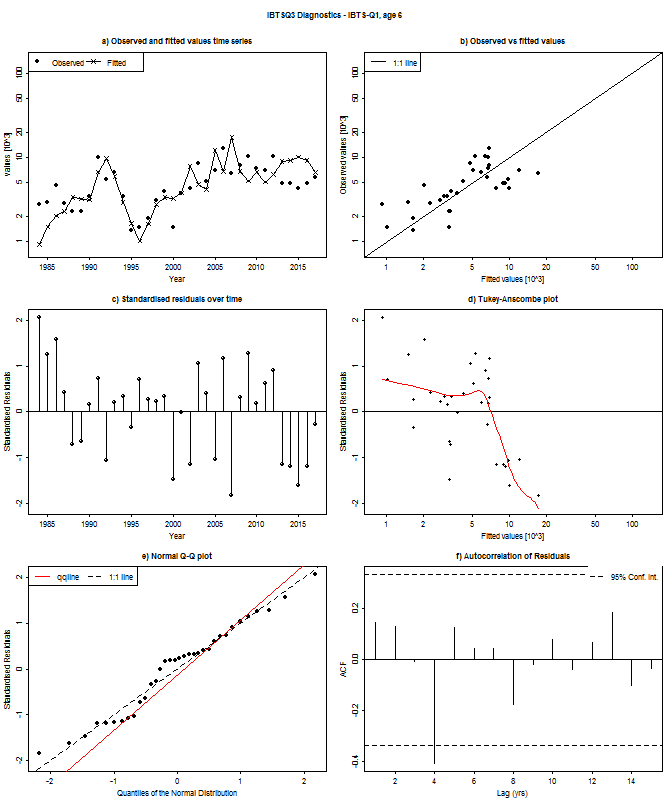 IBTSQ3 Diagnostics - IBTS-Q1, age 6
a) Observed and fitted values time series
Observed Fitted
values [10^3]
1 2 5 10 20 50 100
1985 1990 1995 2000 2005 2010 2015
Year
b) Observed vs fitted values
1:1 line
Observed values [10^3]
1 2 5 10 20 50 100
1 2 5 10 20 50 100
Fitted values [10^3]
c) Standardised residuals over time
Standardised Residuals
-2 -1 0 1 2
1985 1990 1995 2000 2005 2010 2015
Year
d) Tukey-Anscombe plot
Standardised Residuals
-2 -1 0 1 2
1 2 5 10 20 50 100
Fitted values [10^3]
e) Normal Q-Q plot
qqline 1:1 line
Standardised Residuals
-2 -1 0 1 2
-2 -1 0 1 2
Quantiles of the Normal Distribution
f) Autocorrelation of Residuals
95% Conf. Int.
ACF
-0.4 -0.2 0.0 0.2
2 4 6 8 10 12 14
Lag (yrs)